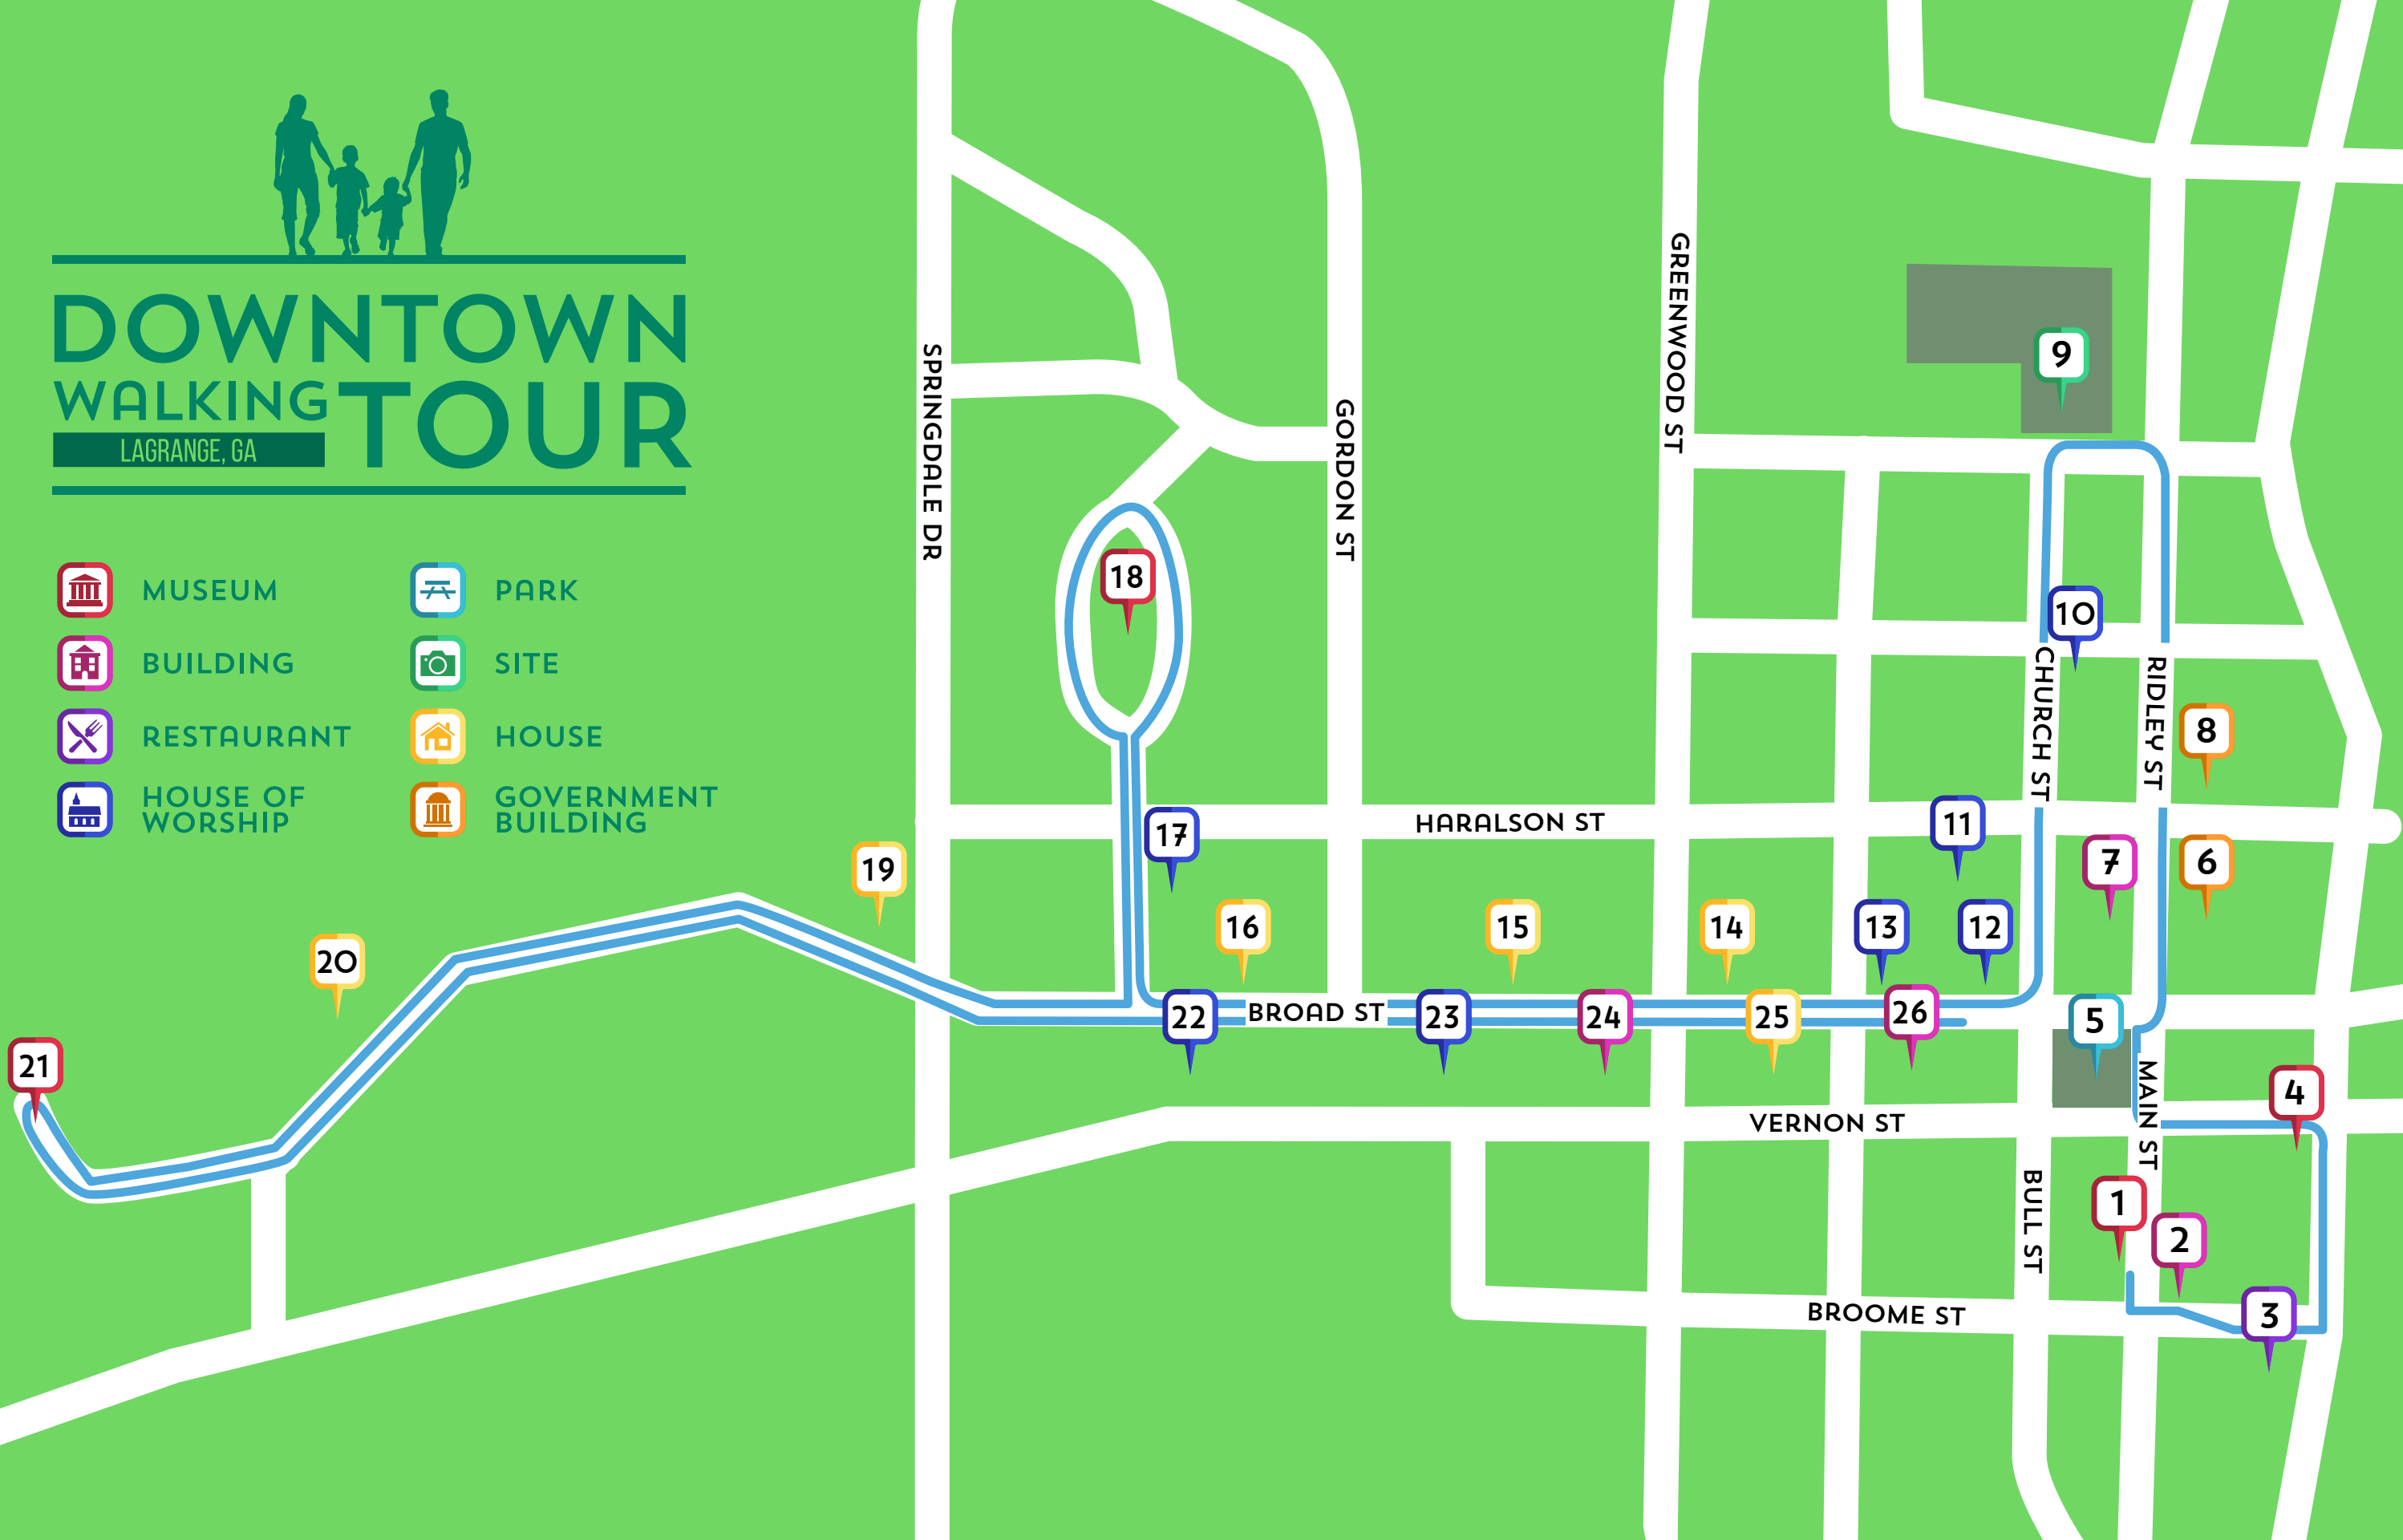 DOWNTOWN
WALKING TOUR
LAGRANGE, GA
MUSEUM
PARK
BUILDING
SITE
RESTAURANT
HOUSE
HOUSE OF
WORSHIP
GOVERNMENT
BUILDING
SPRINGDALE DR
GORDON ST
GREENWOOD ST
CHURCH ST
RIDLEY ST
HARALSON ST
BROAD ST
VERNON ST
MAIN ST
BULL ST
BROOME ST
1
2
3
4
5
6
7
8
9
10
11
12
13
14
15
16
17
18
19
20
21
22
23
24
25
26